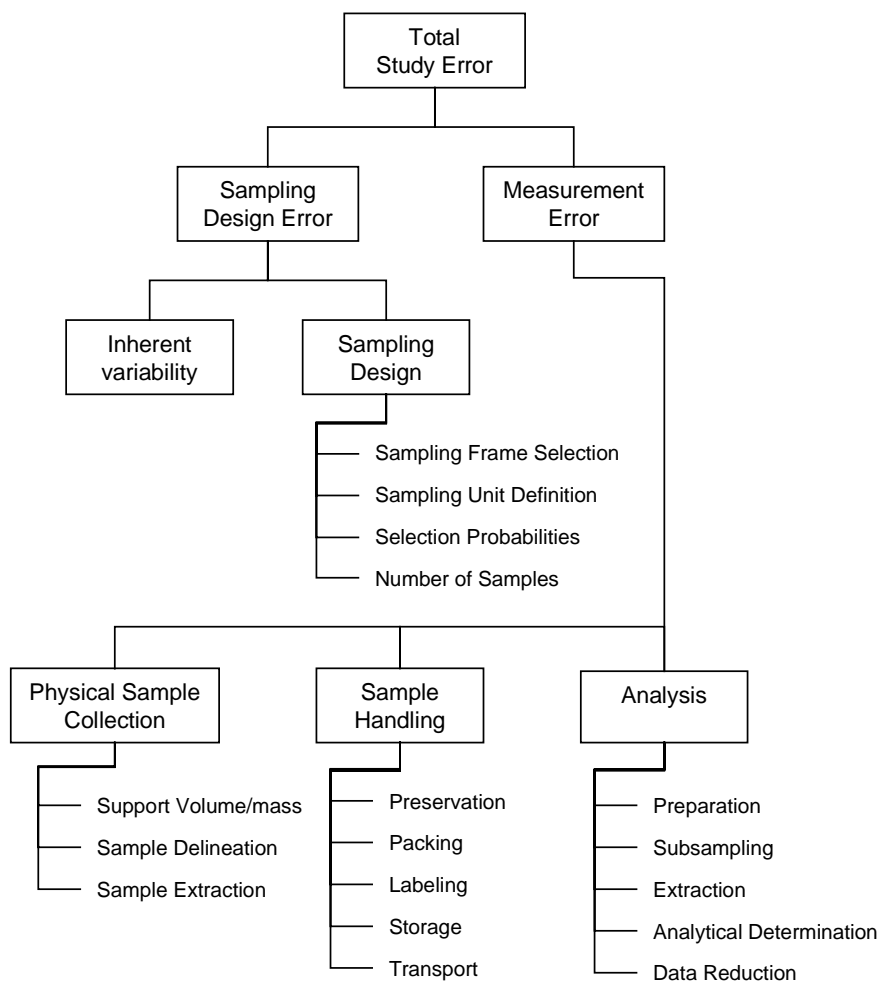 Total
Study Error
Sampling
Design Error
Measurement
Error
Inherent
variability
Sampling
Design
Sampling Frame Selection
Sampling Unit Definition
Selection Probabilities
Number of Samples
Physical Sample
Collection
Support Volume/mass
Sample Delineation
Sample Extraction
Sample
Handling
Preservation
Packing
Labeling
Storage
Transport
Analysis
Preparation
Subsampling
Extraction
Analytical Determination
Data Reduction